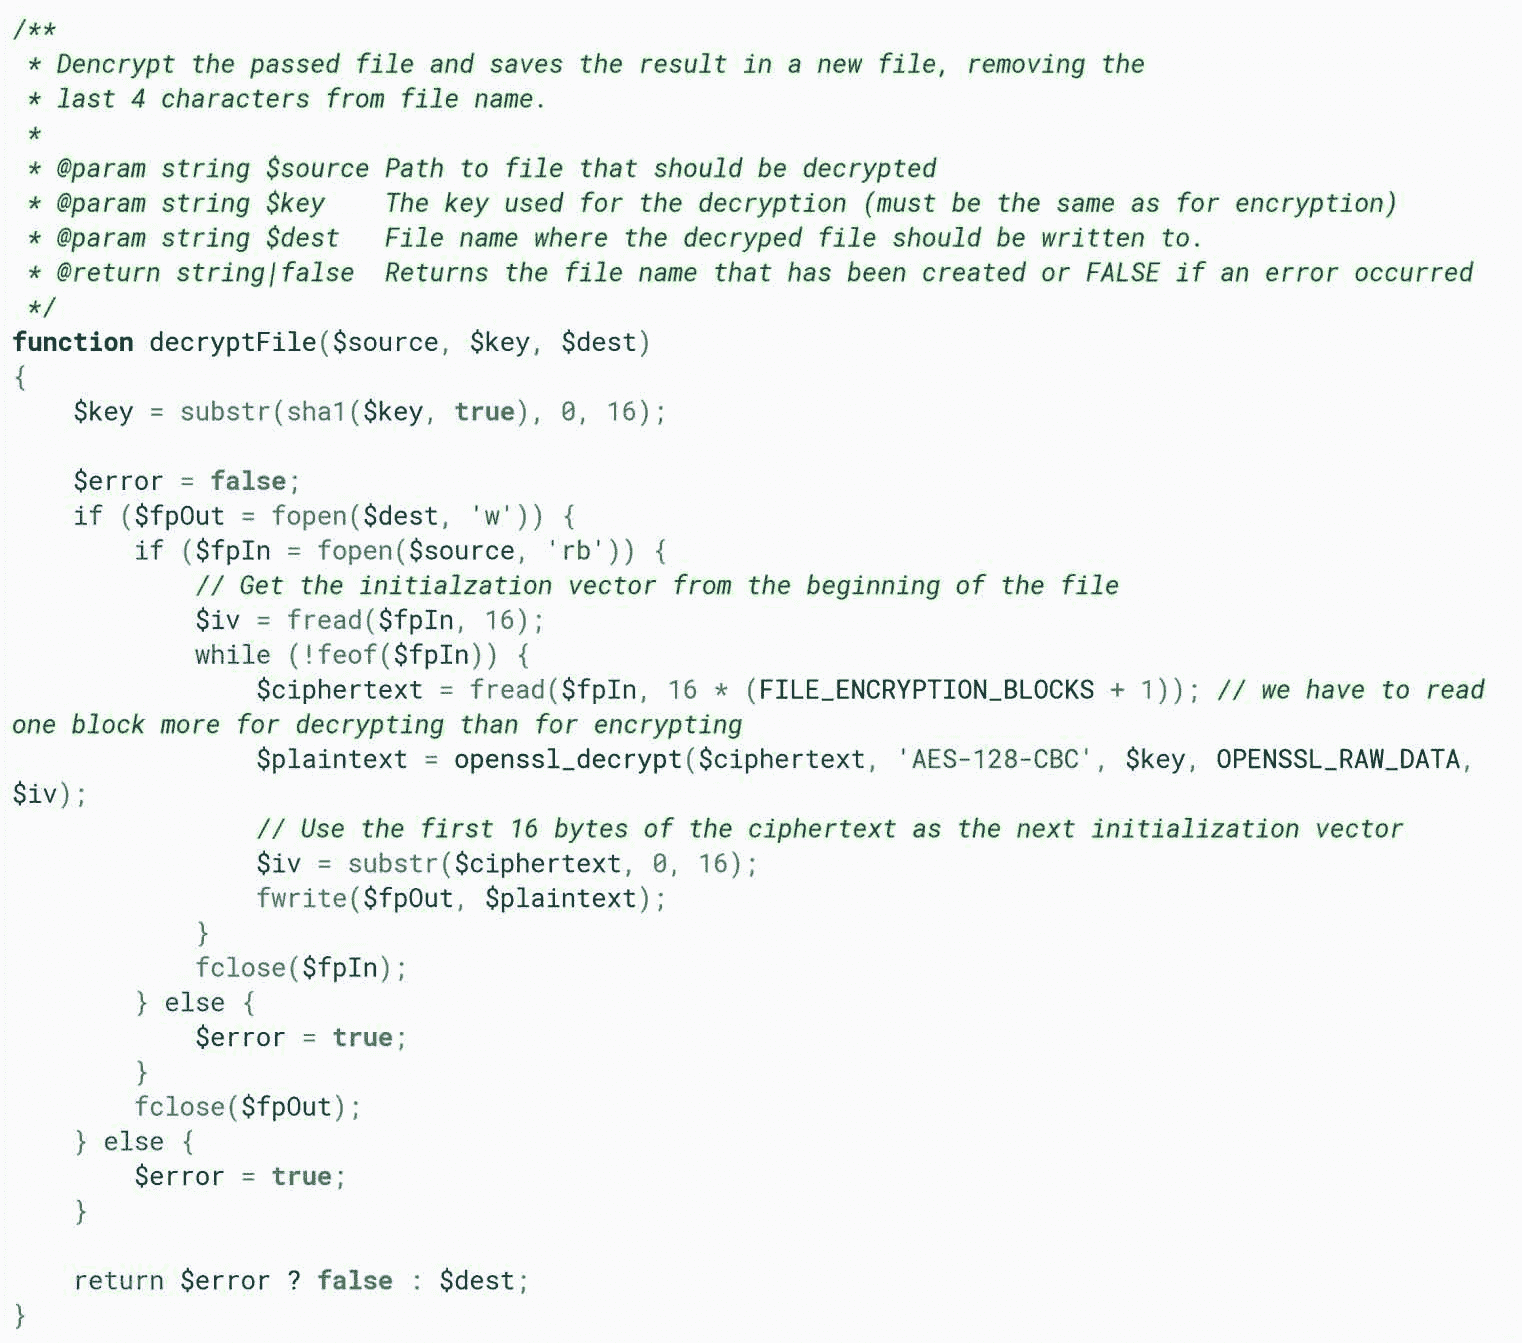 /**
 * Dencrypt the passed file and saves the result in a new file, removing the
 * last 4 characters from file name.
 *
 * @param string $source Path to file that should be decrypted
 * @param string $key    The key used for the decryption (must be the same as for encryption)
 * @param string $dest   File name where the decryped file should be written to.
 * @return string|false  Returns the file name that has been created or FALSE if an error occurred
 */
function decryptFile($source, $key, $dest)
{
    $key = substr(sha1($key, true), 0, 16);

    $error = false;
    if ($fpOut = fopen($dest, 'w')) {
        if ($fpIn = fopen($source, 'rb')) {
            // Get the initialzation vector from the beginning of the file
            $iv = fread($fpIn, 16);
            while (!feof($fpIn)) {
                $ciphertext = fread($fpIn, 16 * (FILE_ENCRYPTION_BLOCKS + 1)); // we have to read
one block more for decrypting than for encrypting
                $plaintext = openssl_decrypt($ciphertext, 'AES-128-CBC', $key, OPENSSL_RAW_DATA,
$iv);
                // Use the first 16 bytes of the ciphertext as the next initialization vector
                $iv = substr($ciphertext, 0, 16);
                fwrite($fpOut, $plaintext);
            }
            fclose($fpIn);
        } else {
            $error = true;
        }
        fclose($fpOut);
    } else {
        $error = true;
    }

    return $error ? false : $dest;
}